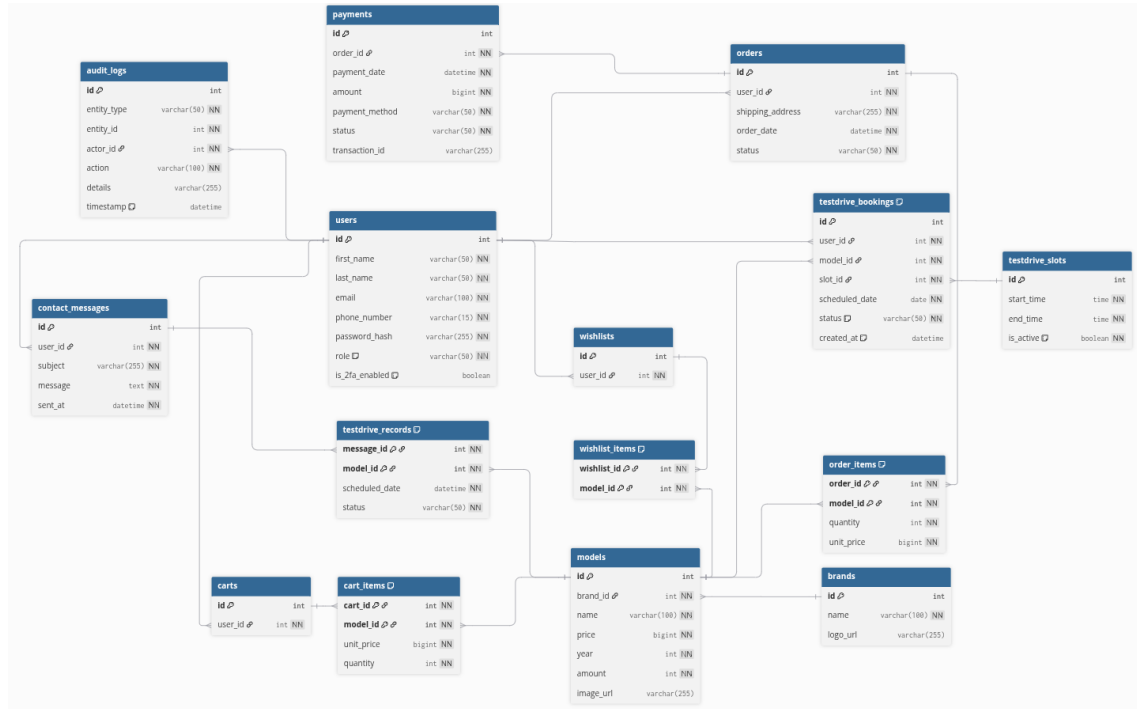 payments
id int
order_id int NN
payment_date datetime NN
amount bigint NN
payment_method varchar(50) NN
status varchar(50) NN
transaction_id varchar(255)
orders
id int
user_id int NN
shipping_address varchar(255) NN
order_date datetime NN
status varchar(50) NN
audit_logs
id int
entity_type varchar(50) NN
entity_id int NN
actor_id int NN
action varchar(100) NN
details varchar(255)
timestamp datetime
users
id int
first_name varchar(50) NN
last_name varchar(50) NN
email varchar(100) NN
phone_number varchar(15) NN
password_hash varchar(255) NN
role varchar(50) NN
is_2fa_enabled boolean
testdrive_bookings
id int
user_id int NN
model_id int NN
slot_id int NN
scheduled_date date NN
status varchar(50) NN
created_at datetime
testdrive_slots
id int
start_time time NN
end_time time NN
is_active boolean NN
contact_messages
id int
user_id int NN
subject varchar(255) NN
message text NN
sent_at datetime NN
wishlists
id int
user_id int NN
testdrive_records
message_id int NN
model_id int NN
scheduled_date datetime NN
status varchar(50) NN
wishlist_items
wishlist_id int NN
model_id int NN
order_items
order_id int NN
model_id int NN
quantity int NN
unit_price bigint NN
carts
id int
user_id int NN
cart_items
cart_id int NN
model_id int NN
unit_price bigint NN
quantity int NN
models
id int
brand_id int NN
name varchar(100) NN
price bigint NN
year int NN
amount int NN
image_url varchar(255)
brands
id int
name varchar(100) NN
logo_url varchar(255)